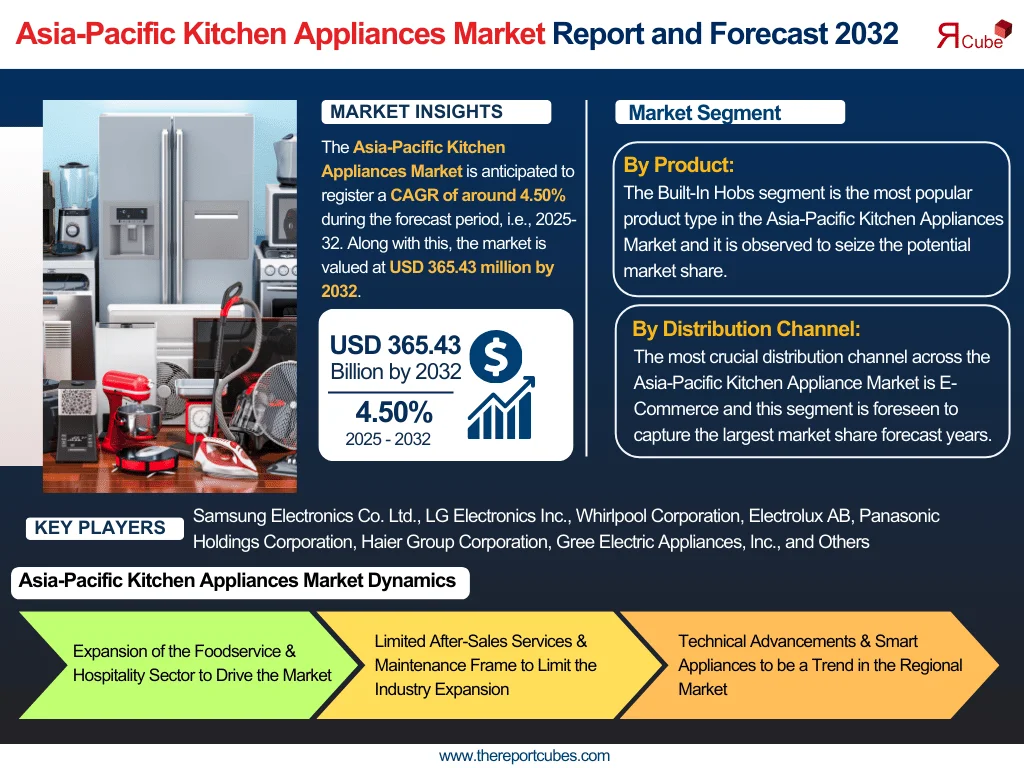 Asia-Pacific Kitchen Appliances Market Report and Forecast 2032
ЯCube
MARKET INSIGHTS
The Asia-Pacific Kitchen
Appliances Market is anticipated to
register a CAGR of around 4.50%
during the forecast period, i.e., 2025-
32. Along with this, the market is
valued at USD 365.43 million by
2032.
USD 365.43
Billion by 2032
4.50%
2025 - 2032
Market Segment
By Product:
The Built-In Hobs segment is the most popular
product type in the Asia-Pacific Kitchen Appliances
Market and it is observed to seize the potential
market share.
By Distribution Channel:
The most crucial distribution channel across the
Asia-Pacific Kitchen Appliance Market is E-
Commerce and this segment is foreseen to
capture the largest market share forecast years.
KEY PLAYERS
Samsung Electronics Co. Ltd., LG Electronics Inc., Whirlpool Corporation, Electrolux AB, Panasonic
Holdings Corporation, Haier Group Corporation, Gree Electric Appliances, Inc., and Others
Asia-Pacific Kitchen Appliances Market Dynamics
Expansion of the Foodservice &
Hospitality Sector to Drive the Market
Limited After-Sales Services &
Maintenance Frame to Limit the
Industry Expansion
Technical Advancements & Smart
Appliances to be a Trend in the Regional
Market
www.thereportcubes.com